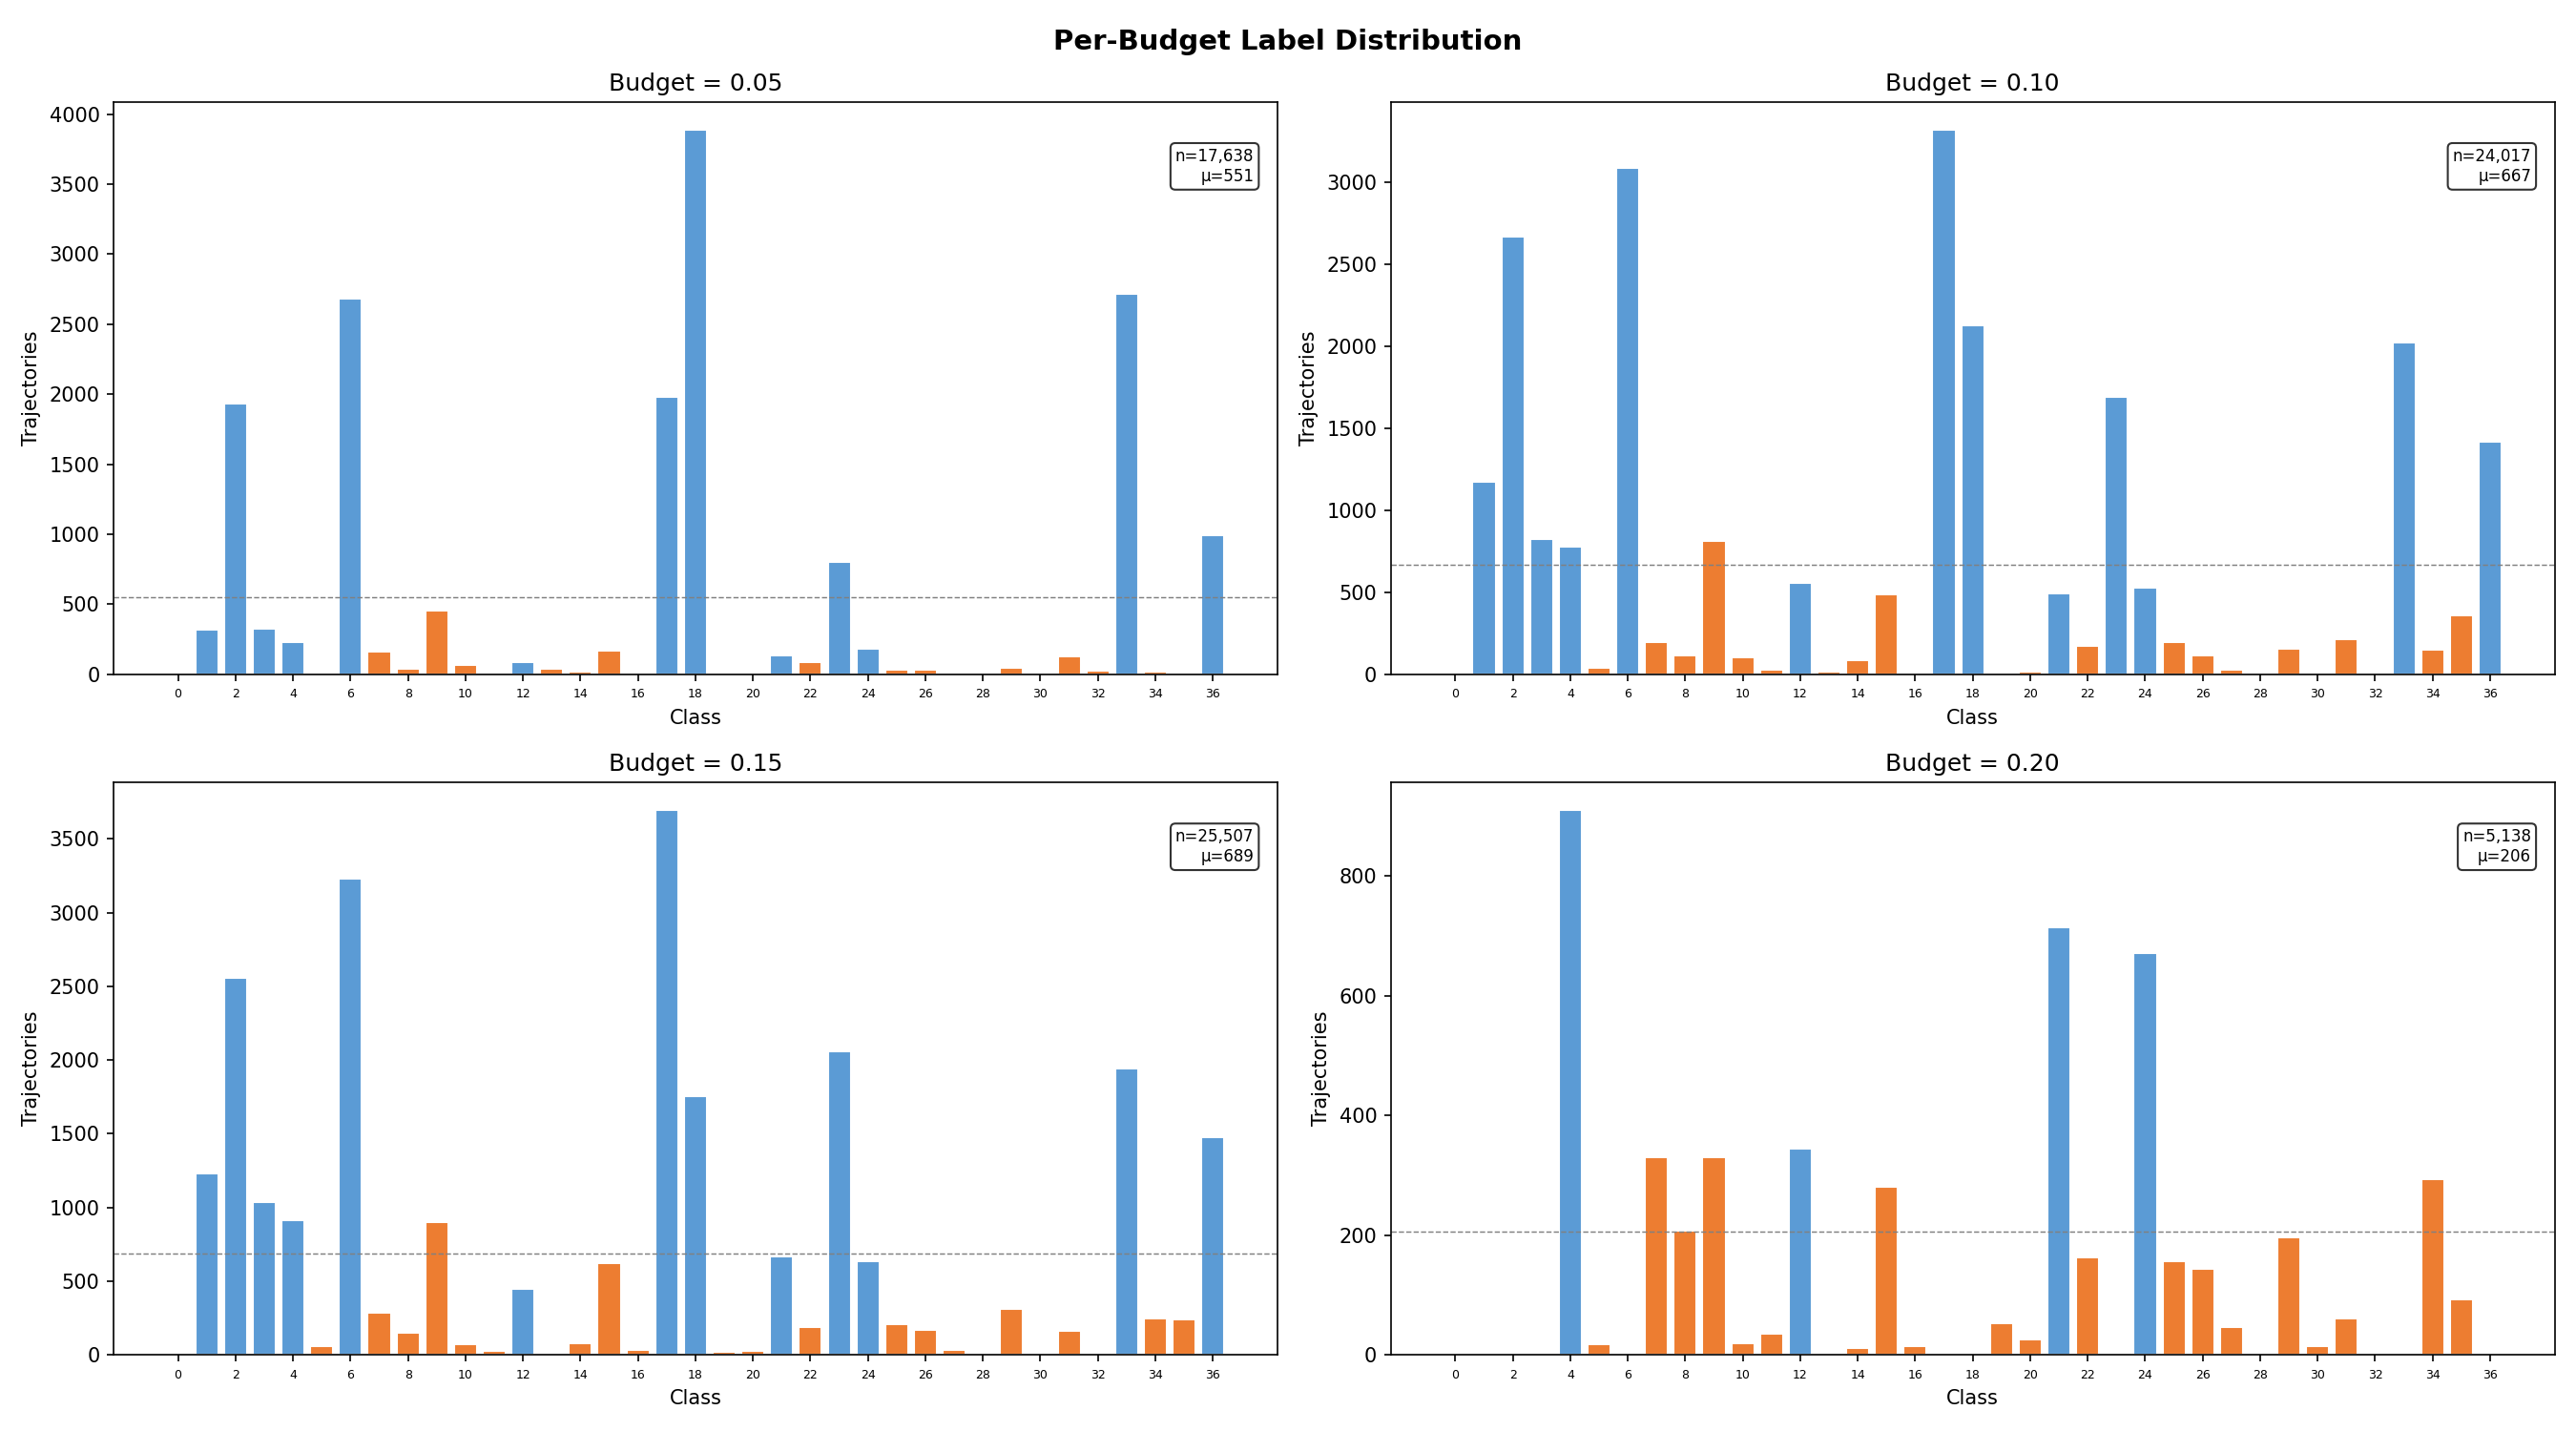 Per-Budget Label Distribution
Budget = 0.05
Trajectories
4000
3500
3000
2500
2000
1500
1000
500
0
n=17,638
μ=551
0 2 4 6 8 10 12 14 16 18 20 22 24 26 28 30 32 34 36
Class
Budget = 0.10
Trajectories
3000
2500
2000
1500
1000
500
0
n=24,017
μ=667
0 2 4 6 8 10 12 14 16 18 20 22 24 26 28 30 32 34 36
Class
Budget = 0.15
Trajectories
3500
3000
2500
2000
1500
1000
500
0
n=25,507
μ=689
0 2 4 6 8 10 12 14 16 18 20 22 24 26 28 30 32 34 36
Class
Budget = 0.20
Trajectories
800
600
400
200
0
n=5,138
μ=206
0 2 4 6 8 10 12 14 16 18 20 22 24 26 28 30 32 34 36
Class